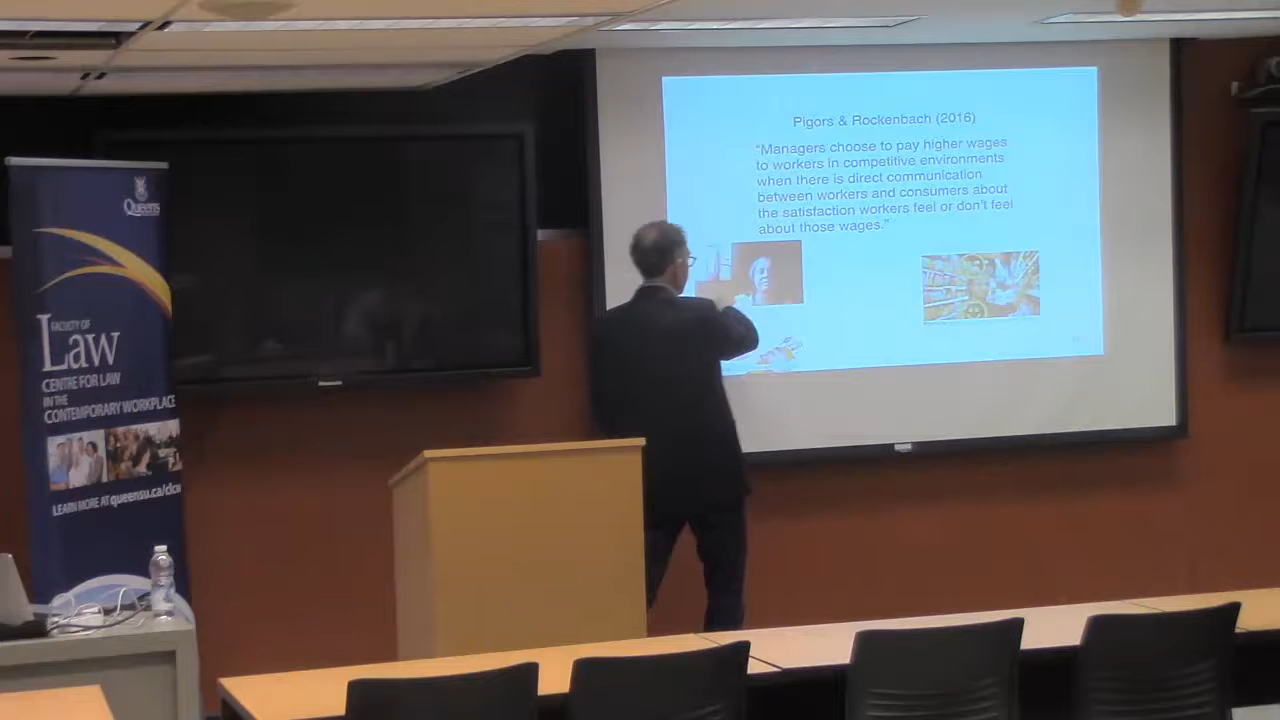 Queen's
FACULTY OF
Law
CENTRE FOR LAW
IN THE
CONTEMPORARY WORKPLACE
LEARN MORE AT queensu.ca/clcw
Pigors & Rockenbach (2016)
"Managers choose to pay higher wages
to workers in competitive environments
when there is direct communication
between workers and consumers about
the satisfaction workers feel or don't feel
about those wages."